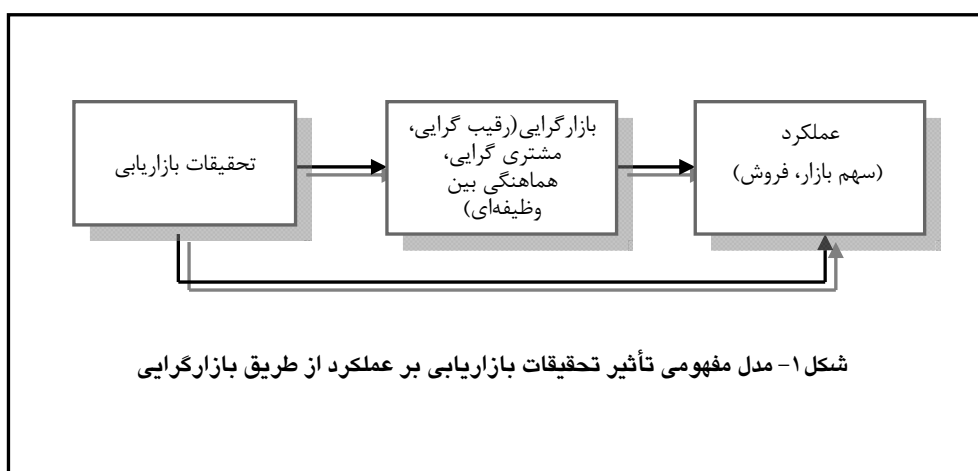 تحقیقات بازاریابی
بازارگرایی(رقیب گرایی،
مشتری گرایی،
هماهنگی بین
وظیفه‌ای)
عملکرد
(سهم بازار، فروش)
شکل۱- مدل مفهومی تأثیر تحقیقات بازاریابی بر عملکرد از طریق بازارگرایی